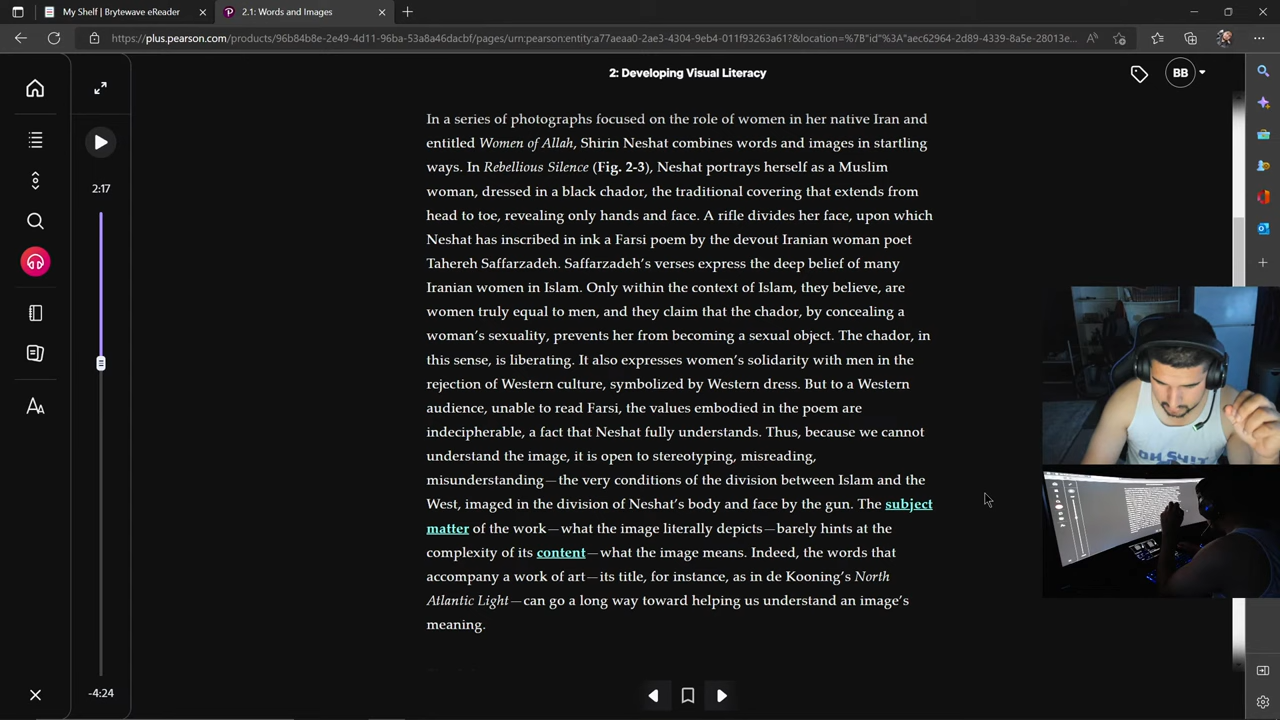 My Shelf | Brytewave eReader
2.1: Words and Images
https://plus.pearson.com/products/96b84b8e-2e49-4d11-96ba-53a8a46dacbf/pages/urn:pearson:entity:a77aeaa0-2ae3-4304-9eb4-011f93263a61?&location=%7B"id"%3A"aec62964-2d89-4339-8a5e-28013e...
2: Developing Visual Literacy
BB
In a series of photographs focused on the role of women in her native Iran and
entitled Women of Allah, Shirin Neshat combines words and images in startling
ways. In Rebellious Silence (Fig. 2-3), Neshat portrays herself as a Muslim
woman, dressed in a black chador, the traditional covering that extends from
head to toe, revealing only hands and face. A rifle divides her face, upon which
Neshat has inscribed in ink a Farsi poem by the devout Iranian woman poet
Tahereh Saffarzadeh. Saffarzadeh's verses express the deep belief of many
Iranian women in Islam. Only within the context of Islam, they believe, are
women truly equal to men, and they claim that the chador, by concealing a
woman's sexuality, prevents her from becoming a sexual object. The chador, in
this sense, is liberating. It also expresses women's solidarity with men in the
rejection of Western culture, symbolized by Western dress. But to a Western
audience, unable to read Farsi, the values embodied in the poem are
indecipherable, a fact that Neshat fully understands. Thus, because we cannot
understand the image, it is open to stereotyping, misreading,
misunderstanding—the very conditions of the division between Islam and the
West, imaged in the division of Neshat's body and face by the gun. The subject
matter of the work—what the image literally depicts—barely hints at the
complexity of its content—what the image means. Indeed, the words that
accompany a work of art—its title, for instance, as in de Kooning's North
Atlantic Light—can go a long way toward helping us understand an image's
meaning.
2:17
-4:24
OH SHIT